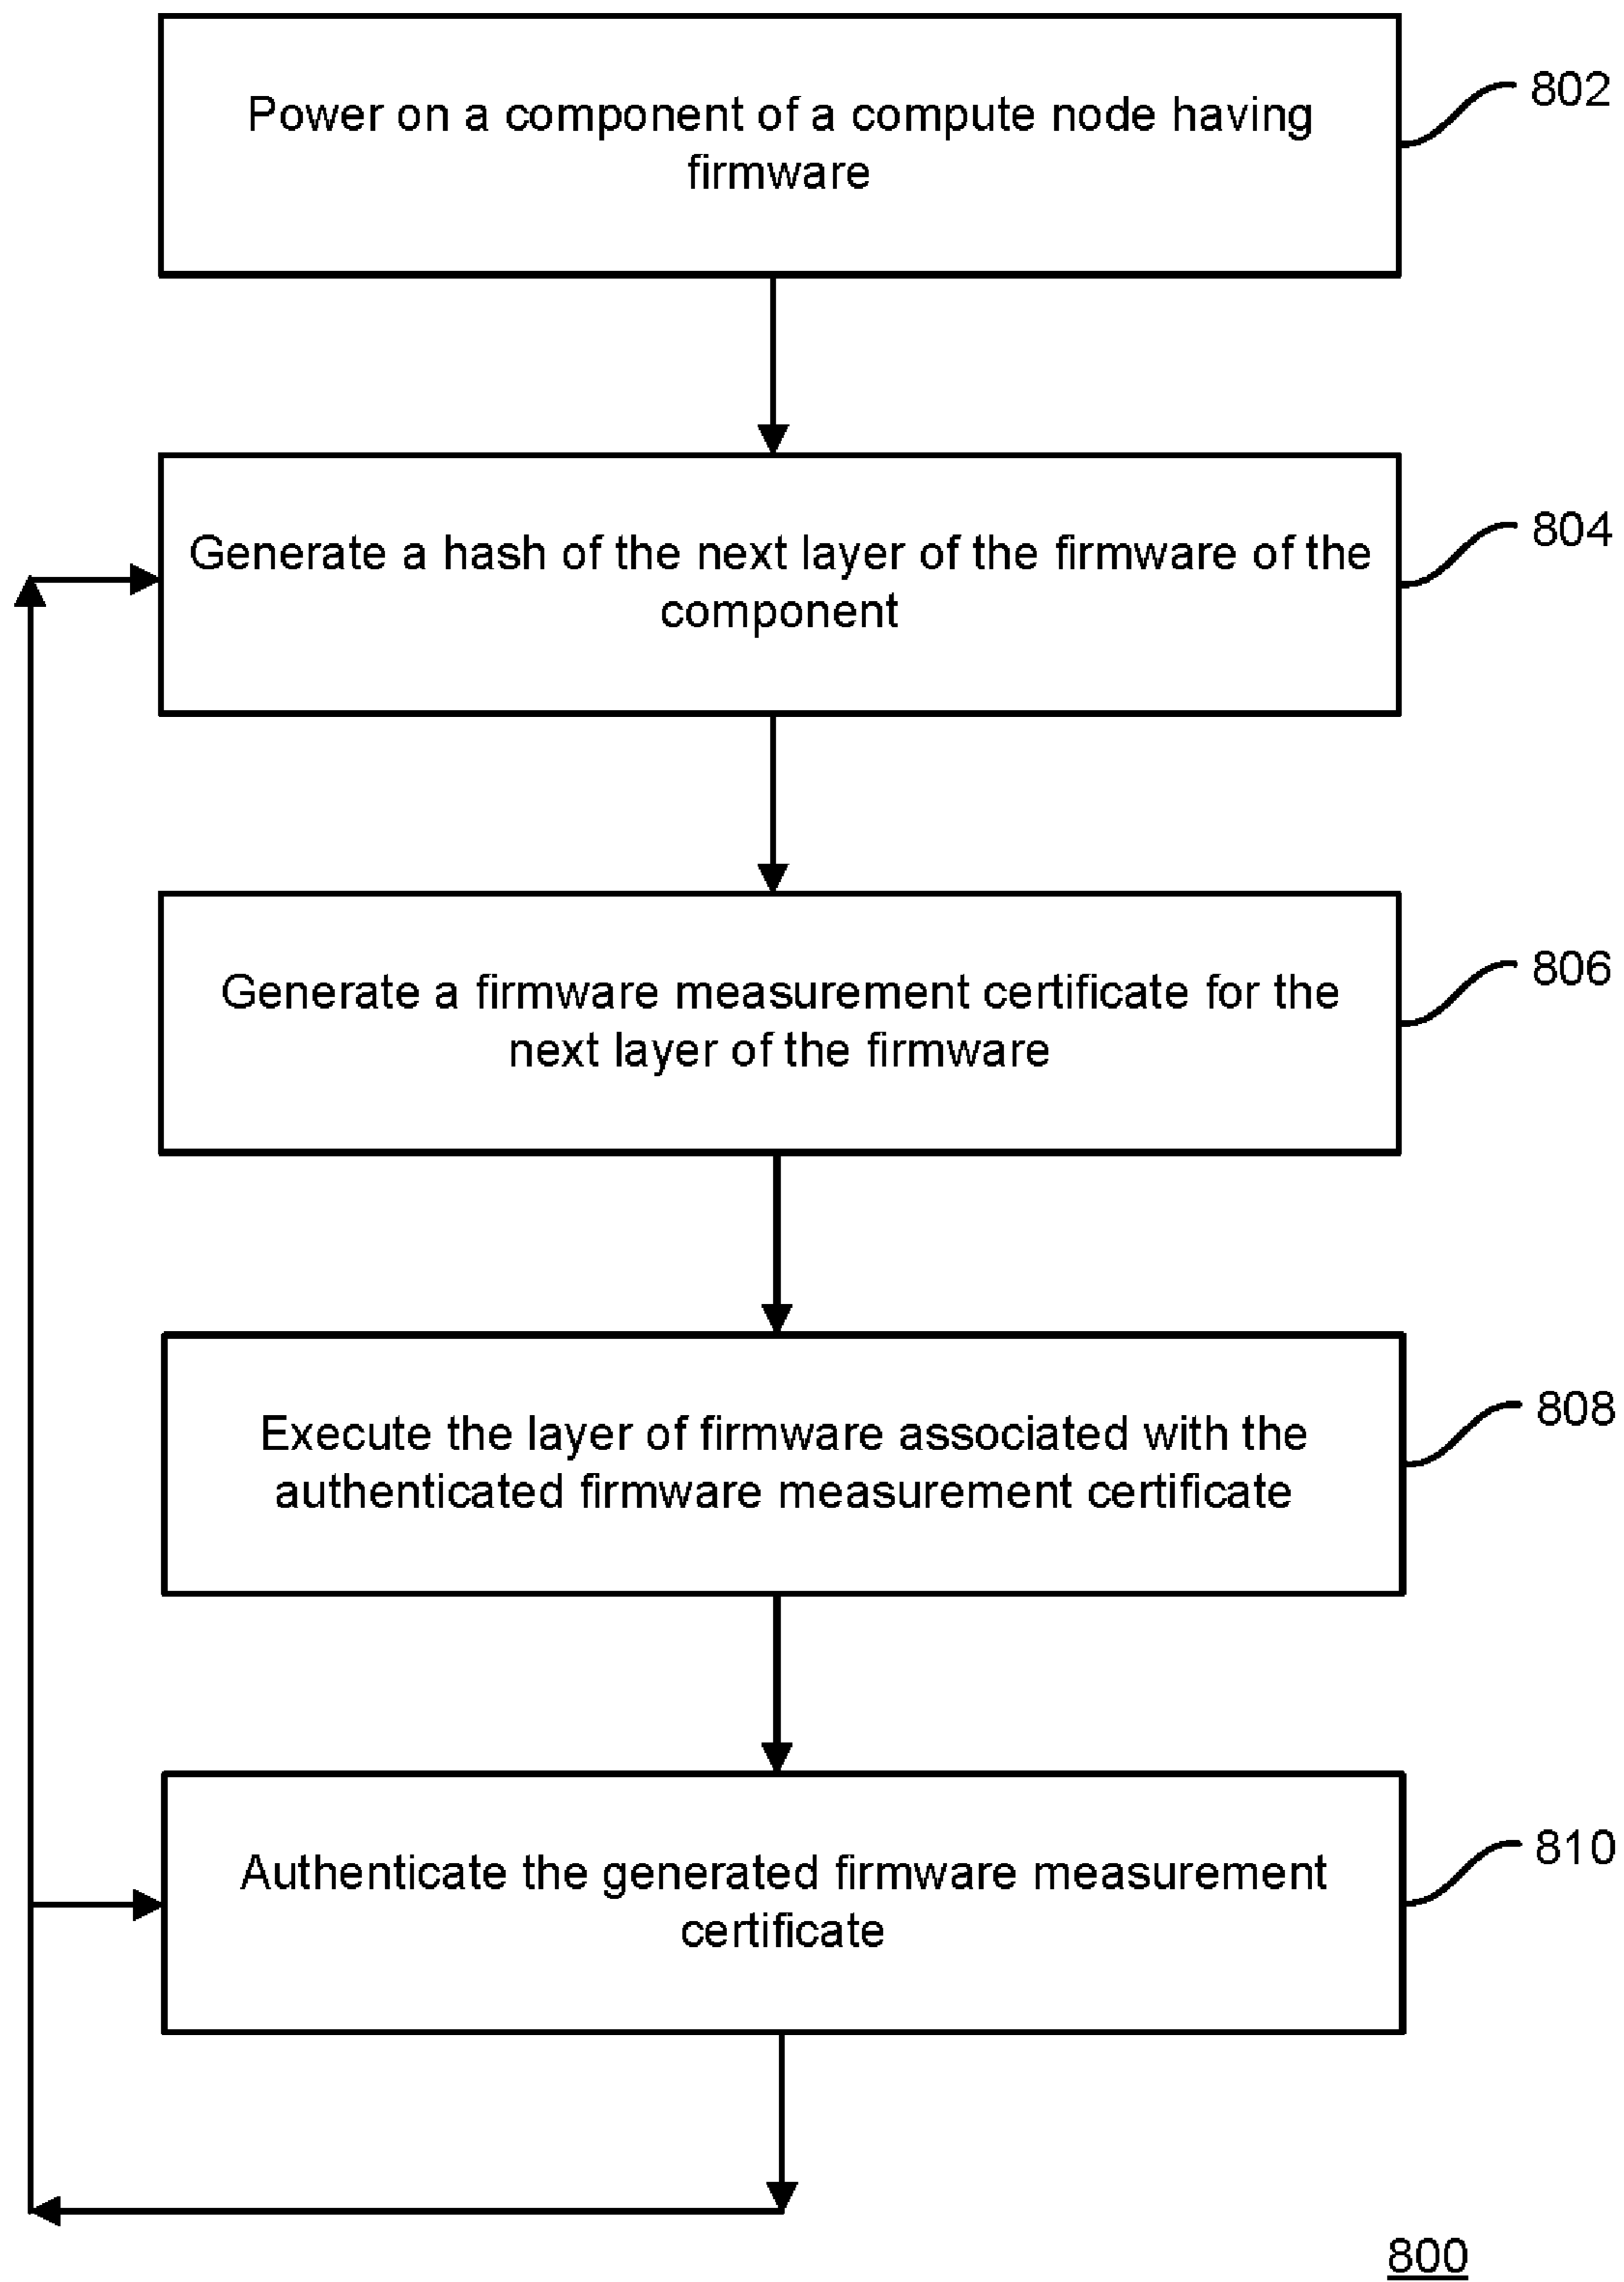 Power on a component of a compute node having
firmware
802
Generate a hash of the next layer of the firmware of the
component
804
Generate a firmware measurement certificate for the
next layer of the firmware
806
Execute the layer of firmware associated with the
authenticated firmware measurement certificate
808
Authenticate the generated firmware measurement
certificate
810
800